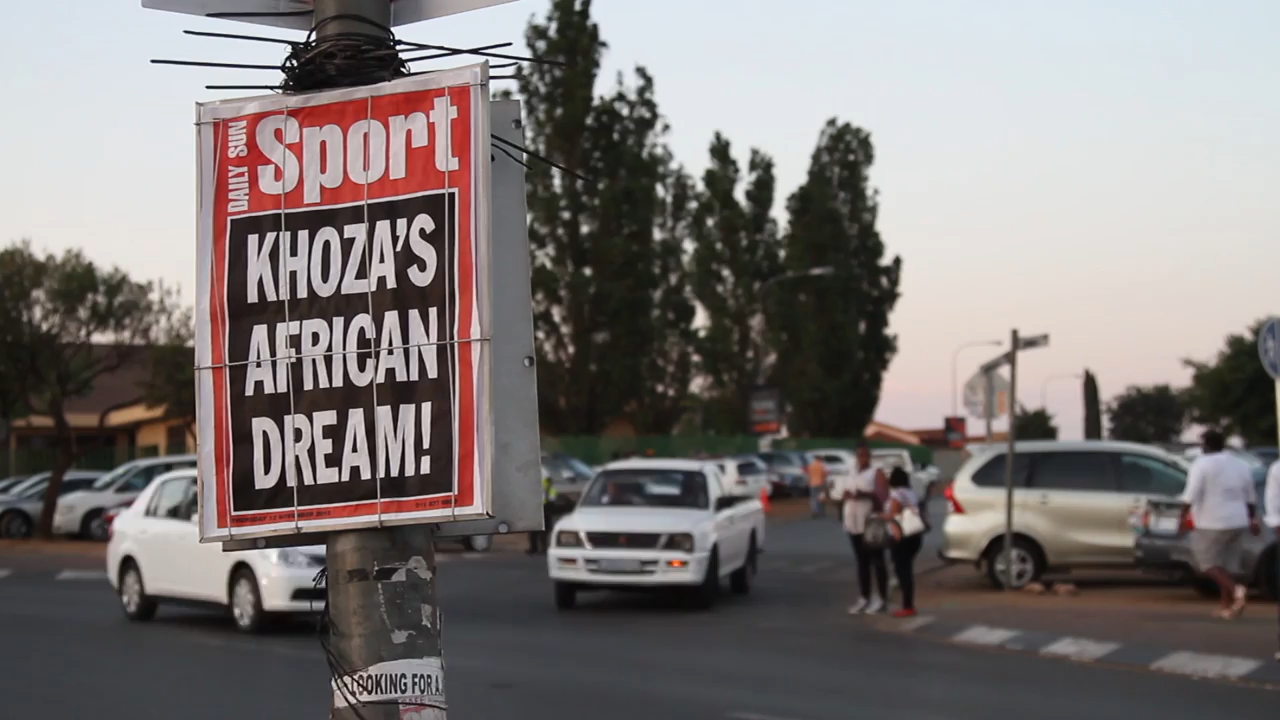 DAILY SUN
Sport
KHOZA'S
AFRICAN
DREAM!
LOOKING FOR A